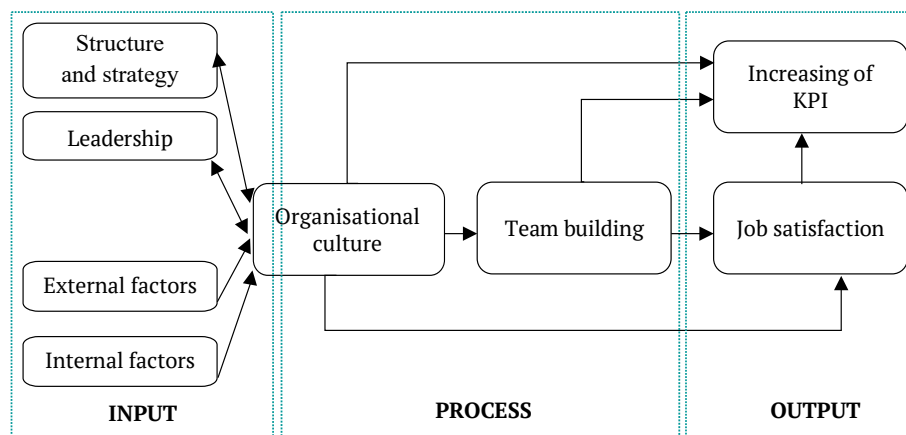 Structure
and strategy
Leadership
External factors
Internal factors
INPUT
Organisational
culture
Team building
PROCESS
Increasing of
KPI
Job satisfaction
OUTPUT